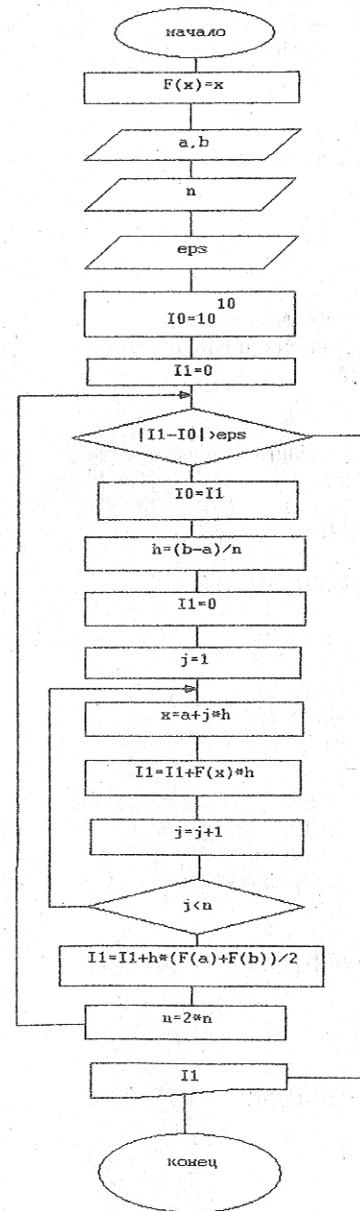 начало
F(x)=x
a,b
n
eps
10
I0=10
I1=0
|I1-I0|>eps
I0=I1
h=(b-a)/n
I1=0
j=1
x=a+j*h
I1=I1+F(x)*h
j=j+1
j<n
I1=I1+h*(F(a)+F(b))/2
n=2*n
I1
конец